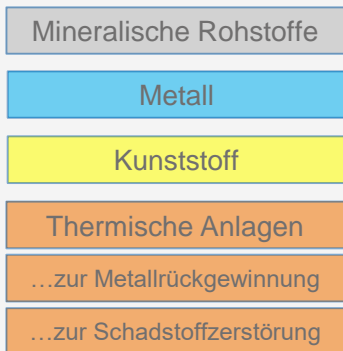 Mineralische Rohstoffe
Metall
Kunststoff
Thermische Anlagen
…zur Metallrückgewinnung
…zur Schadstoffzerstörung